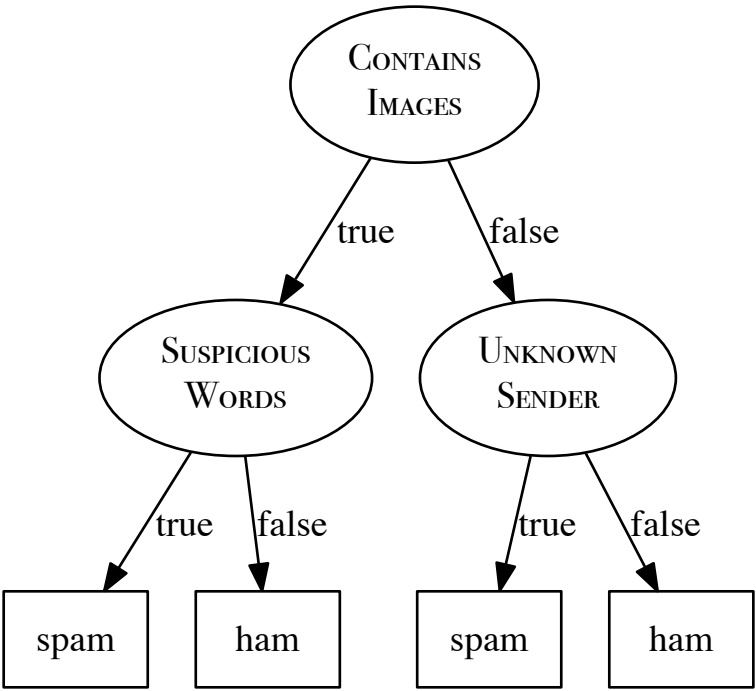 CONTAINS
IMAGES
true
false
SUSPICIOUS
WORDS
UNKNOWN
SENDER
true
false
true
false
spam
ham
spam
ham